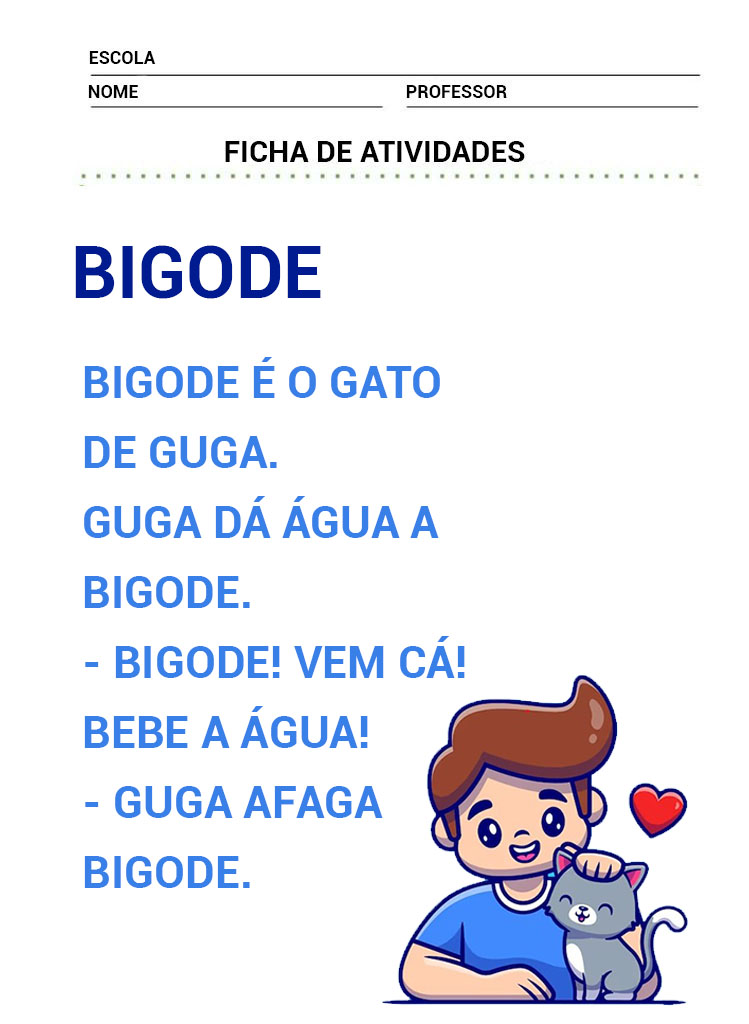 ESCOLA
NOME PROFESSOR
FICHA DE ATIVIDADES
BIGODE
BIGODE É O GATO
DE GUGA.
GUGA DÁ ÁGUA A
BIGODE.
- BIGODE! VEM CÁ!
BEBE A ÁGUA!
- GUGA AFAGA
BIGODE.